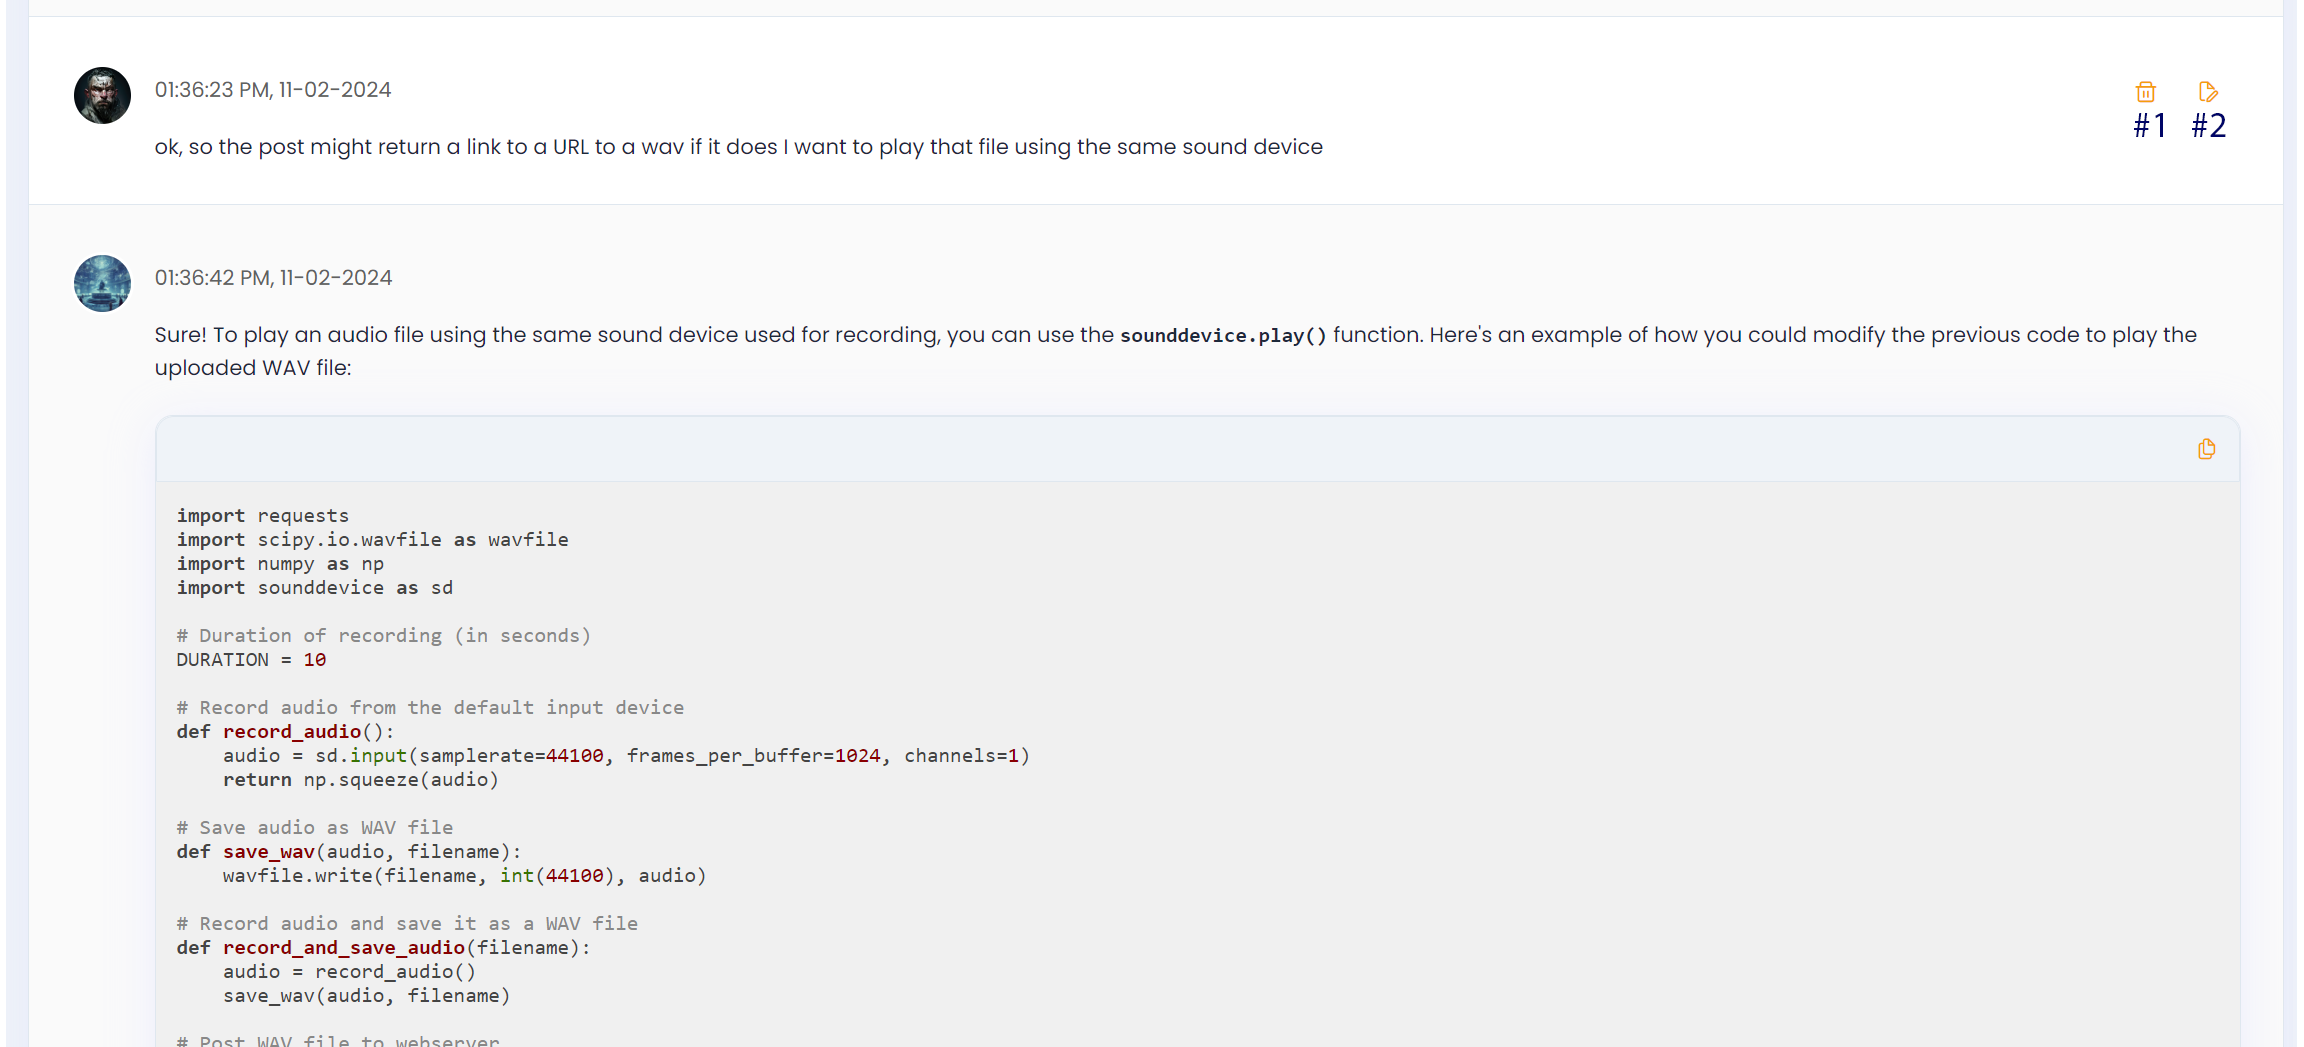 01:36:23 PM, 11-02-2024
#1 #2
ok, so the post might return a link to a URL to a wav if it does I want to play that file using the same sound device
01:36:42 PM, 11-02-2024
Sure! To play an audio file using the same sound device used for recording, you can use the sounddevice.play() function. Here's an example of how you could modify the previous code to play the
uploaded WAV file:
import requests
import scipy.io.wavfile as wavfile
import numpy as np
import sounddevice as sd
# Duration of recording (in seconds)
DURATION = 10
# Record audio from the default input device
def record_audio():
    audio = sd.input(samplerate=44100, frames_per_buffer=1024, channels=1)
    return np.squeeze(audio)
# Save audio as WAV file
def save_wav(audio, filename):
    wavfile.write(filename, int(44100), audio)
# Record audio and save it as a WAV file
def record_and_save_audio(filename):
    audio = record_audio()
    save_wav(audio, filename)
# Post WAV file to webserver